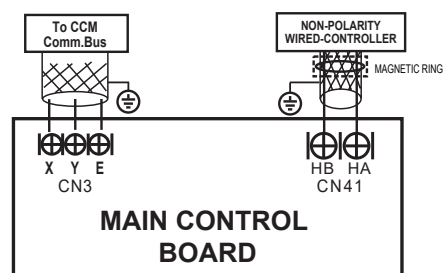 To CCM
Comm.Bus
NON-POLARITY
WIRED-CONTROLLER
MAGNETIC RING
X Y E
CN3
HB HA
CN41
MAIN CONTROL
BOARD